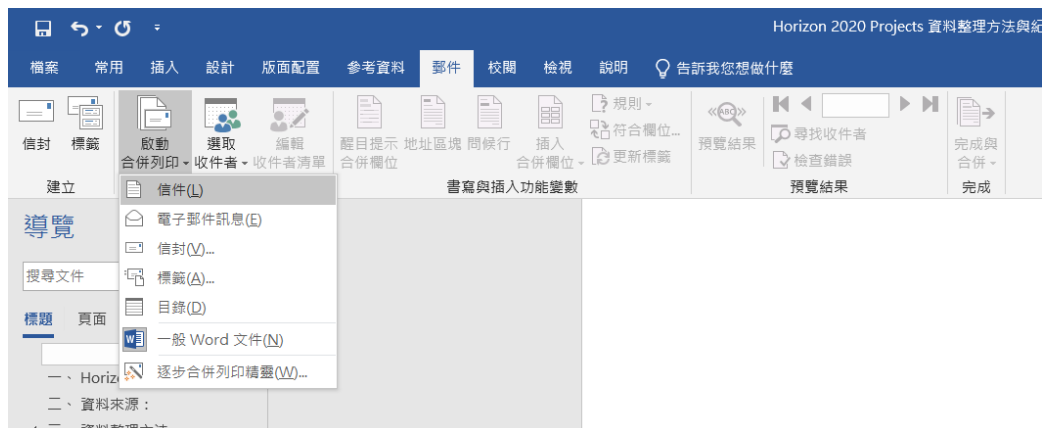 Horizon 2020 Projects 資料整理方法與紀
檔案 常用 插入 設計 版面配置 參考資料 郵件 校閱 檢視 說明 告訴我您想做什麼
信封 標籤 啟動 合併列印 選取 收件者 編輯 收件者清單 醒目提示 合併欄位 地址區塊 問候行 插入 合併欄位 規則 符合欄位... 更新標籤 ABC 預覽結果 尋找收件者 檢查錯誤 完成與 合併
建立 書寫與插入功能變數 預覽結果 完成
信件(L)
電子郵件訊息(E)
信封(V)...
標籤(A)...
目錄(D)
一般 Word 文件(N)
逐步合併列印精靈(W)...
導覽
搜尋文件
標題 頁面
一、 Horiz
二、 資料來源：
三、 資料整理方法